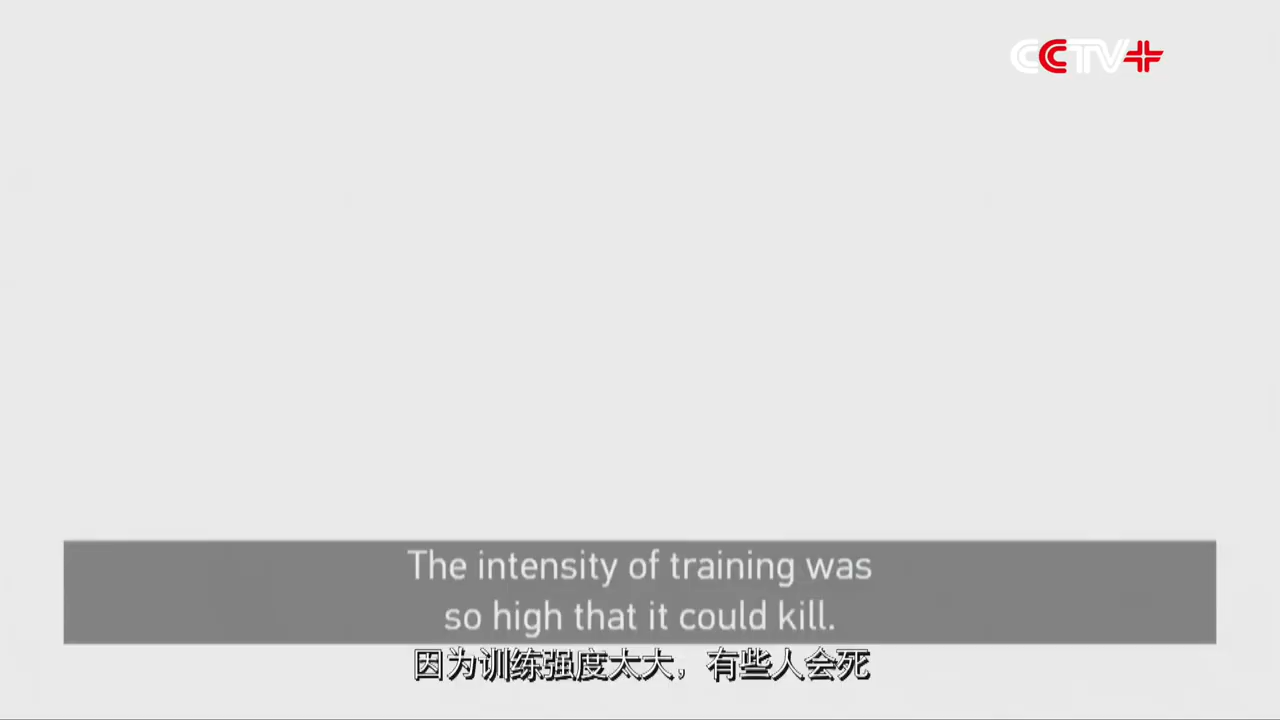 CCTV+
The intensity of training was
so high that it could kill.
因为训练强度太大，有些人会死